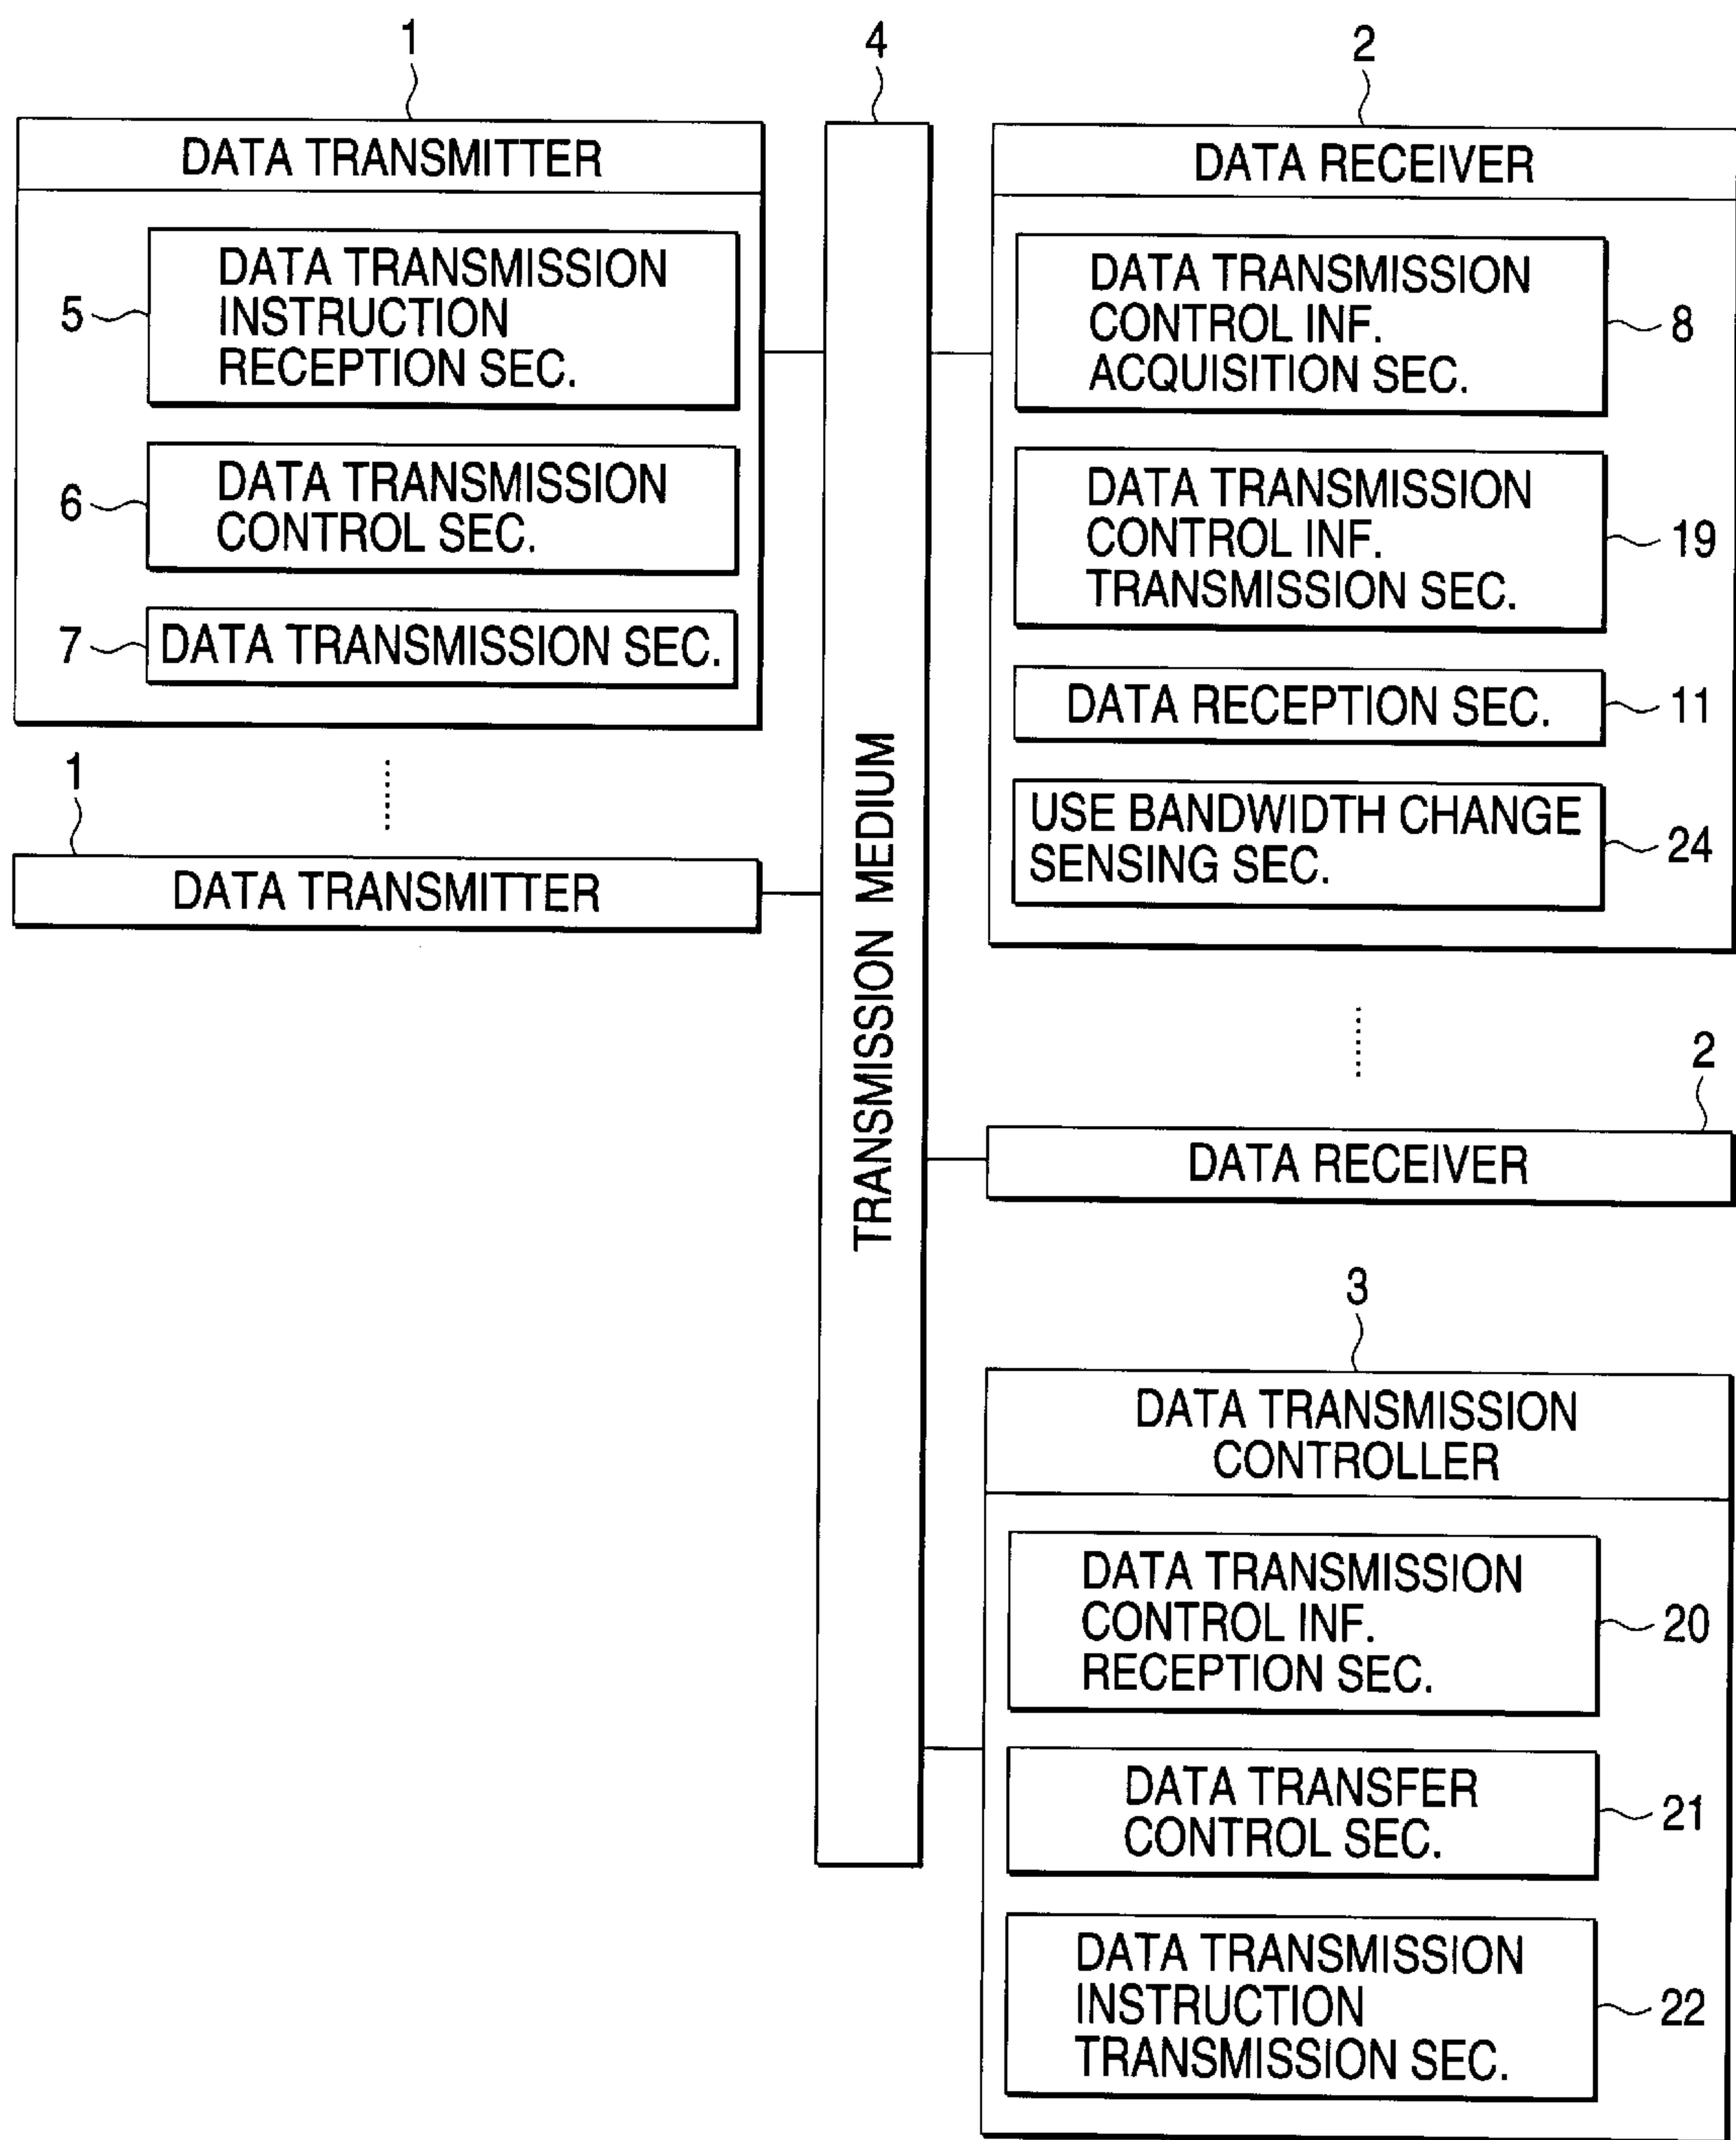 1
DATA TRANSMITTER
5
DATA TRANSMISSION
INSTRUCTION
RECEPTION SEC.
6
DATA TRANSMISSION
CONTROL SEC.
7
DATA TRANSMISSION SEC.
1
DATA TRANSMITTER
4
TRANSMISSION MEDIUM
2
DATA RECEIVER
DATA TRANSMISSION
CONTROL INF.
ACQUISITION SEC.
8
DATA TRANSMISSION
CONTROL INF.
TRANSMISSION SEC.
19
DATA RECEPTION SEC.
11
USE BANDWIDTH CHANGE
SENSING SEC.
24
2
DATA RECEIVER
3
DATA TRANSMISSION
CONTROLLER
DATA TRANSMISSION
CONTROL INF.
RECEPTION SEC.
20
DATA TRANSFER
CONTROL SEC.
21
DATA TRANSMISSION
INSTRUCTION
TRANSMISSION SEC.
22